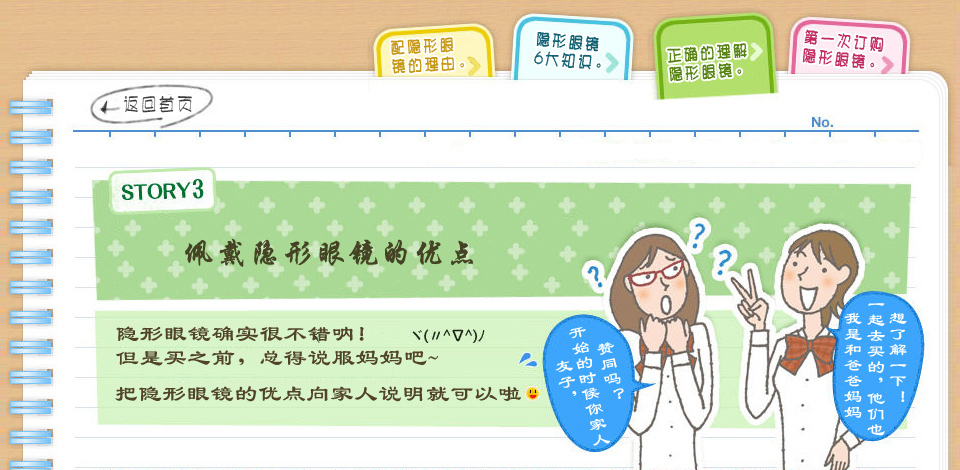 配隐形眼
镜的理由。
隐形眼镜
6大知识。
正确的理解
隐形眼镜。
第一次订购
隐形眼镜。
返回首页
No.
STORY3
佩戴隐形眼镜的优点
隐形眼镜确实很不错呐！ ヾ(〃^∇^)ﾉ
但是买之前，总得说服妈妈吧~
把隐形眼镜的优点向家人说明就可以啦
?
?
?
赞同吗？
开始的时候你家人
友子，
想了解一下！
一起去买的，他们也
我是和爸爸妈妈